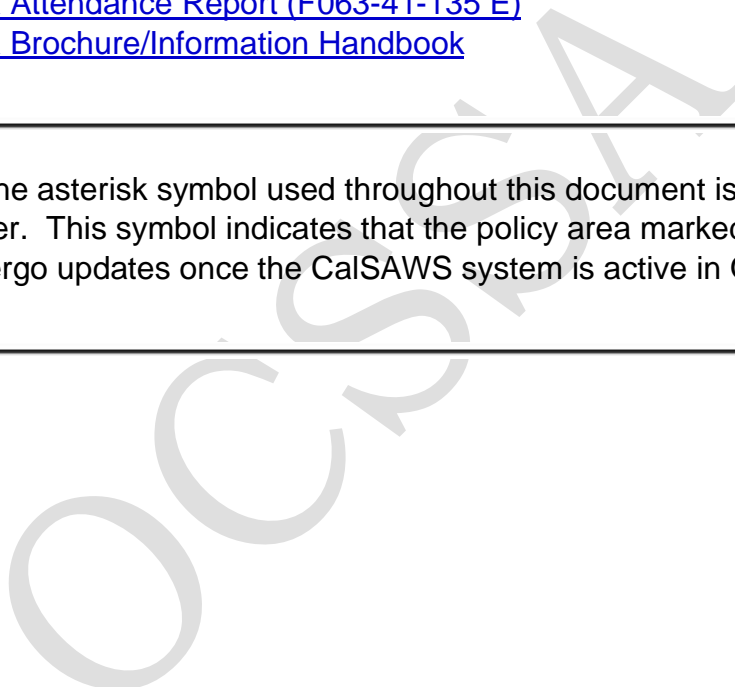 Attendance Report (F063-41-135 E)
Brochure/Information Handbook
he asterisk symbol used throughout this document is
er. This symbol indicates that the policy area marked
ergo updates once the CalSAWS system is active in
OCSSA